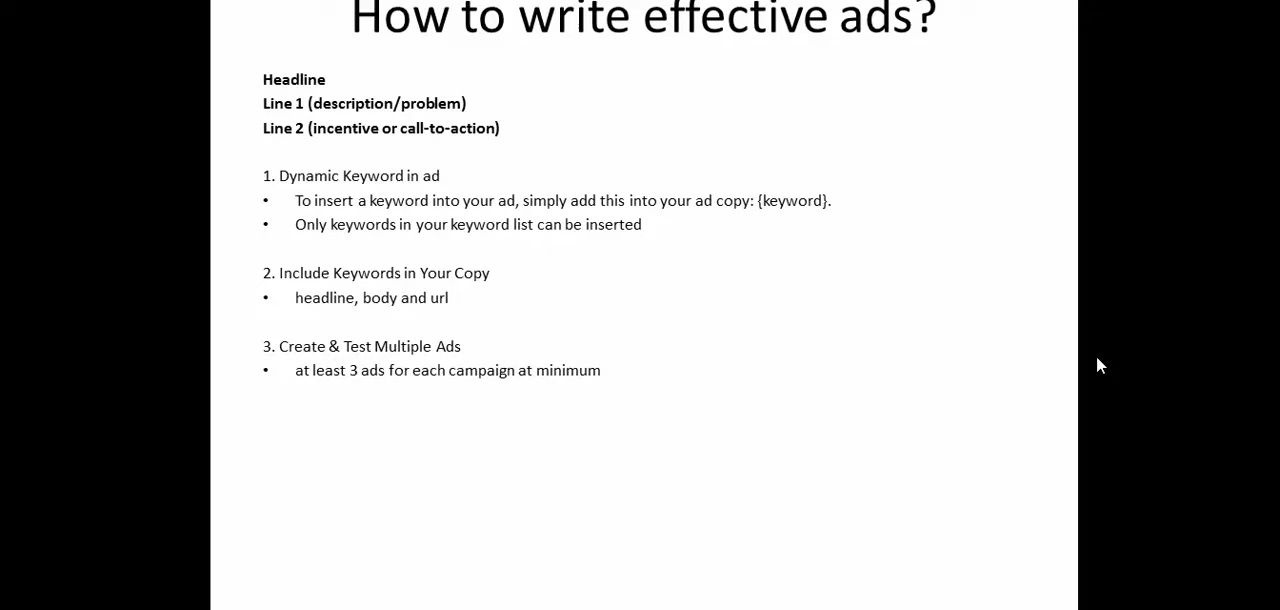 How to write effective ads?
Headline
Line 1 (description/problem)
Line 2 (incentive or call-to-action)
1. Dynamic Keyword in ad
• To insert a keyword into your ad, simply add this into your ad copy: {keyword}.
• Only keywords in your keyword list can be inserted
2. Include Keywords in Your Copy
• headline, body and url
3. Create & Test Multiple Ads
• at least 3 ads for each campaign at minimum